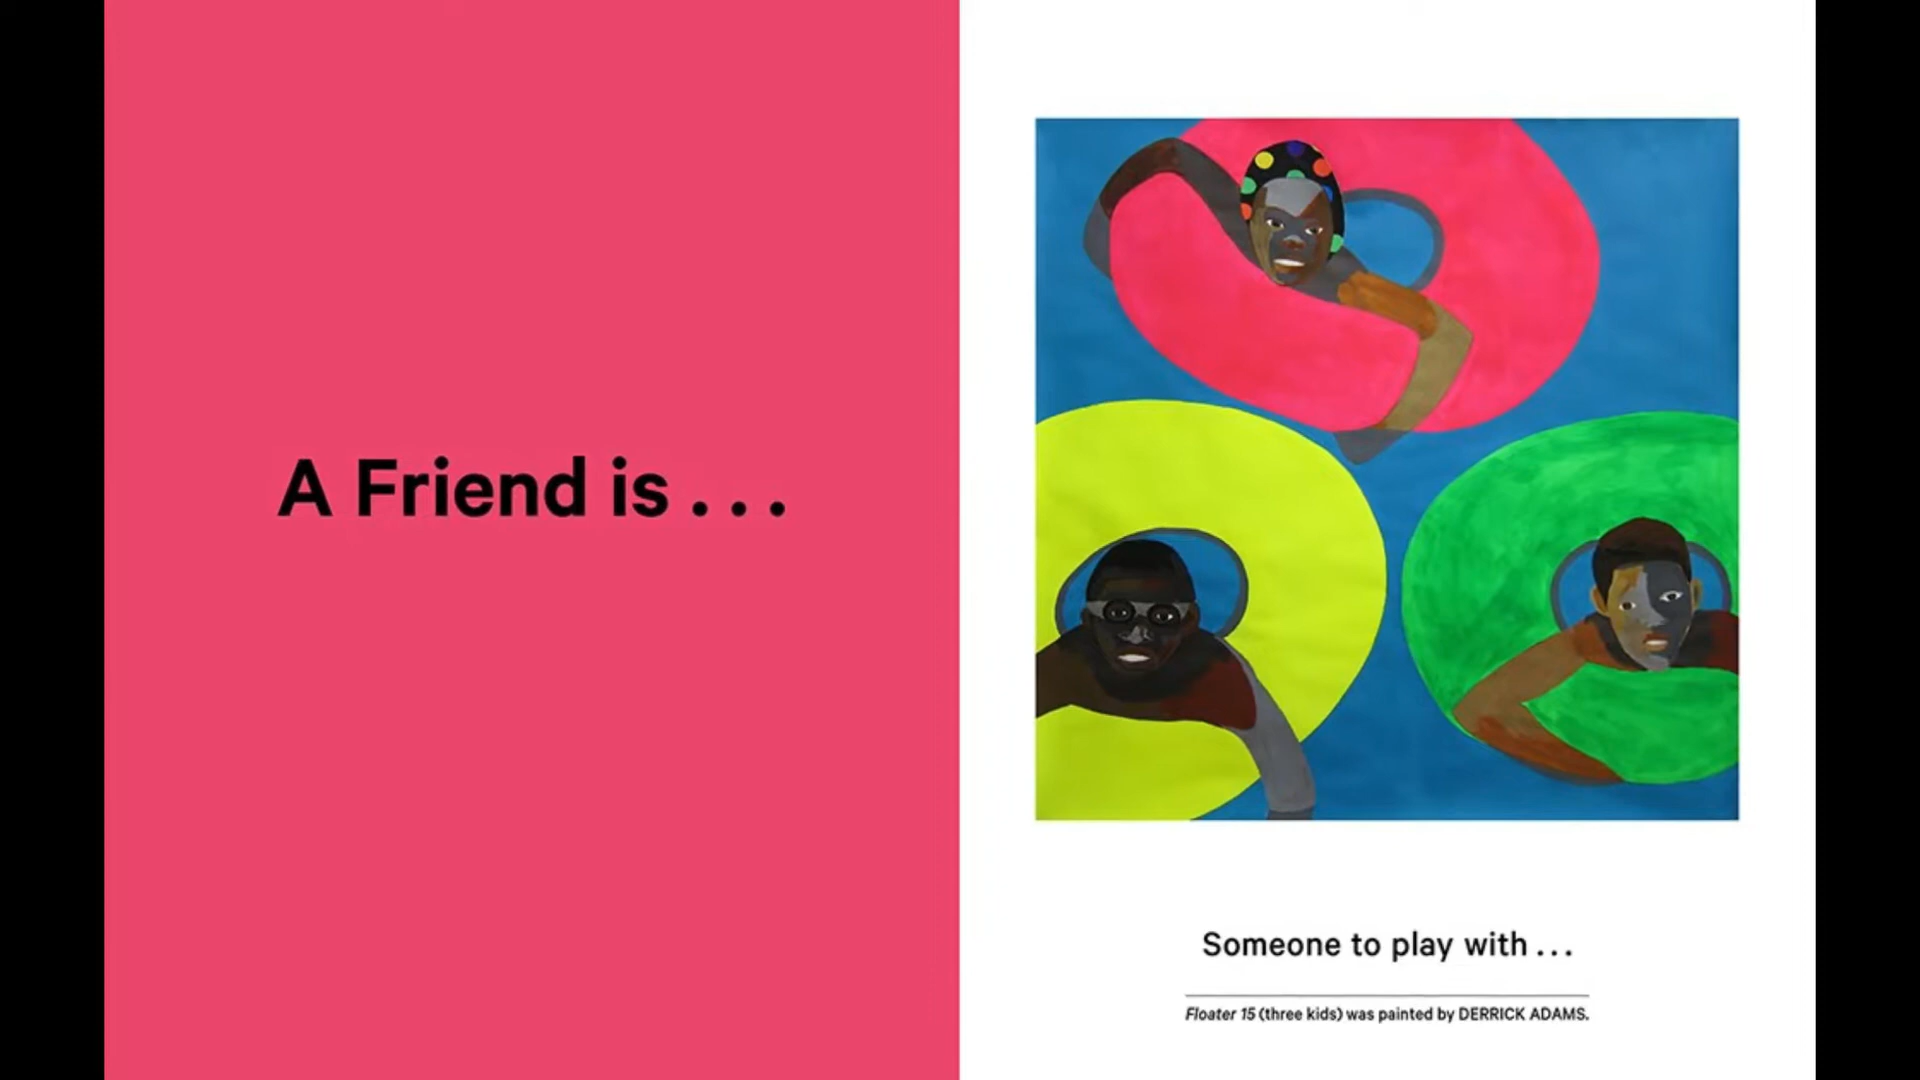 A Friend is . . .
Someone to play with . . .
Floater 15 (three kids) was painted by DERRICK ADAMS.